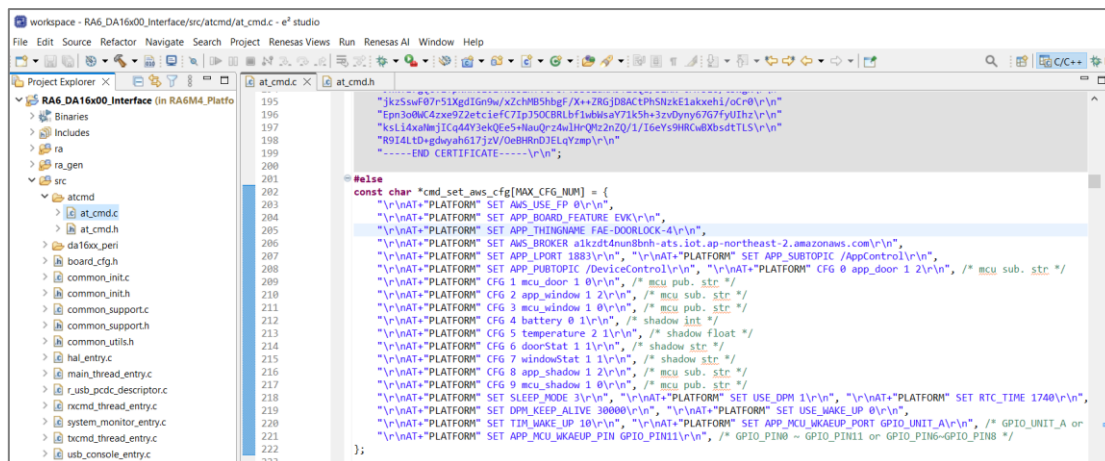 workspace - RA6_DA16x00_Interface/src/atcmd/at_cmd.c - e² studio
File Edit Source Refactor Navigate Search Project Renesas Views Run Renesas AI Window Help
C/C++
Project Explorer
at_cmd.c
at_cmd.h
RA6_DA16x00_Interface (in RA6M4_Platfo
Binaries
Includes
ra
ra_gen
src
atcmd
at_cmd.c
at_cmd.h
da16xx_peri
board_cfg.h
common_init.c
common_init.h
common_support.c
common_support.h
common_utils.h
hal_entry.c
main_thread_entry.c
r_usb_pcdc_descriptor.c
rxcmd_thread_entry.c
system_monitor_entry.c
txcmd_thread_entry.c
usb_console_entry.c
195 "jkzSswF07r51XgdIGn9w/xZchMB5hbgF/X++ZRGjD8ACtPhSNzkE1akxehi/oCr0\r\n"
196 "Epn3o0WC4zxe9Z2etciefC7IpJ5OCBRLbf1wbWsaY71k5h+3zvDyny67G7fyUIhz\r\n"
197 "ksLi4xaNmjICq44Y3ekQEe5+NauQrz4wlHrQMz2nZQ/1/I6eYs9HRCwBXbsdtTLS\r\n"
198 "R9I4LtD+gdwyah617jzV/OeBHRnDJELqYzmp\r\n"
199 "-----END CERTIFICATE-----\r\n";
200
201 #else
202 const char *cmd_set_aws_cfg[MAX_CFG_NUM] = {
203 "\r\nAT+"PLATFORM" SET AWS_USE_FP 0\r\n",
204 "\r\nAT+"PLATFORM" SET APP_BOARD_FEATURE EVK\r\n",
205 "\r\nAT+"PLATFORM" SET APP_THINGNAME FAE-DOORLOCK-4\r\n",
206 "\r\nAT+"PLATFORM" SET AWS_BROKER a1kzdt4nun8bnh-ats.iot.ap-northeast-2.amazonaws.com\r\n",
207 "\r\nAT+"PLATFORM" SET APP_LPORT 1883\r\n", "\r\nAT+"PLATFORM" SET APP_SUBTOPIC /AppControl\r\n",
208 "\r\nAT+"PLATFORM" SET APP_PUBTOPIC /DeviceControl\r\n", "\r\nAT+"PLATFORM" CFG 0 app_door 1 2\r\n", /* mcu sub. str */
209 "\r\nAT+"PLATFORM" CFG 1 mcu_door 1 0\r\n", /* mcu pub. str */
210 "\r\nAT+"PLATFORM" CFG 2 app_window 1 2\r\n", /* mcu sub. str */
211 "\r\nAT+"PLATFORM" CFG 3 mcu_window 1 0\r\n", /* mcu pub. str */
212 "\r\nAT+"PLATFORM" CFG 4 battery 0 1\r\n", /* shadow int */
213 "\r\nAT+"PLATFORM" CFG 5 temperature 2 1\r\n", /* shadow float */
214 "\r\nAT+"PLATFORM" CFG 6 doorStat 1 1\r\n", /* shadow str */
215 "\r\nAT+"PLATFORM" CFG 7 windowStat 1 1\r\n", /* shadow str */
216 "\r\nAT+"PLATFORM" CFG 8 app_shadow 1 2\r\n", /* mcu sub. str */
217 "\r\nAT+"PLATFORM" CFG 9 mcu_shadow 1 0\r\n", /* mcu pub. str */
218 "\r\nAT+"PLATFORM" SET SLEEP_MODE 3\r\n", "\r\nAT+"PLATFORM" SET USE_DPM 1\r\n", "\r\nAT+"PLATFORM" SET RTC_TIME 1740\r\n",
219 "\r\nAT+"PLATFORM" SET DPM_KEEP_ALIVE 30000\r\n", "\r\nAT+"PLATFORM" SET USE_WAKE_UP 0\r\n",
220 "\r\nAT+"PLATFORM" SET TIM_WAKE_UP 10\r\n", "\r\nAT+"PLATFORM" SET APP_MCU_WKAEUP_PORT GPIO_UNIT_A\r\n", /* GPIO_UNIT_A or
221 "\r\nAT+"PLATFORM" SET APP_MCU_WKAEUP_PIN GPIO_PIN11\r\n", /* GPIO_PIN0 ~ GPIO_PIN11 or GPIO_PIN6~GPIO_PIN8 */
222 };